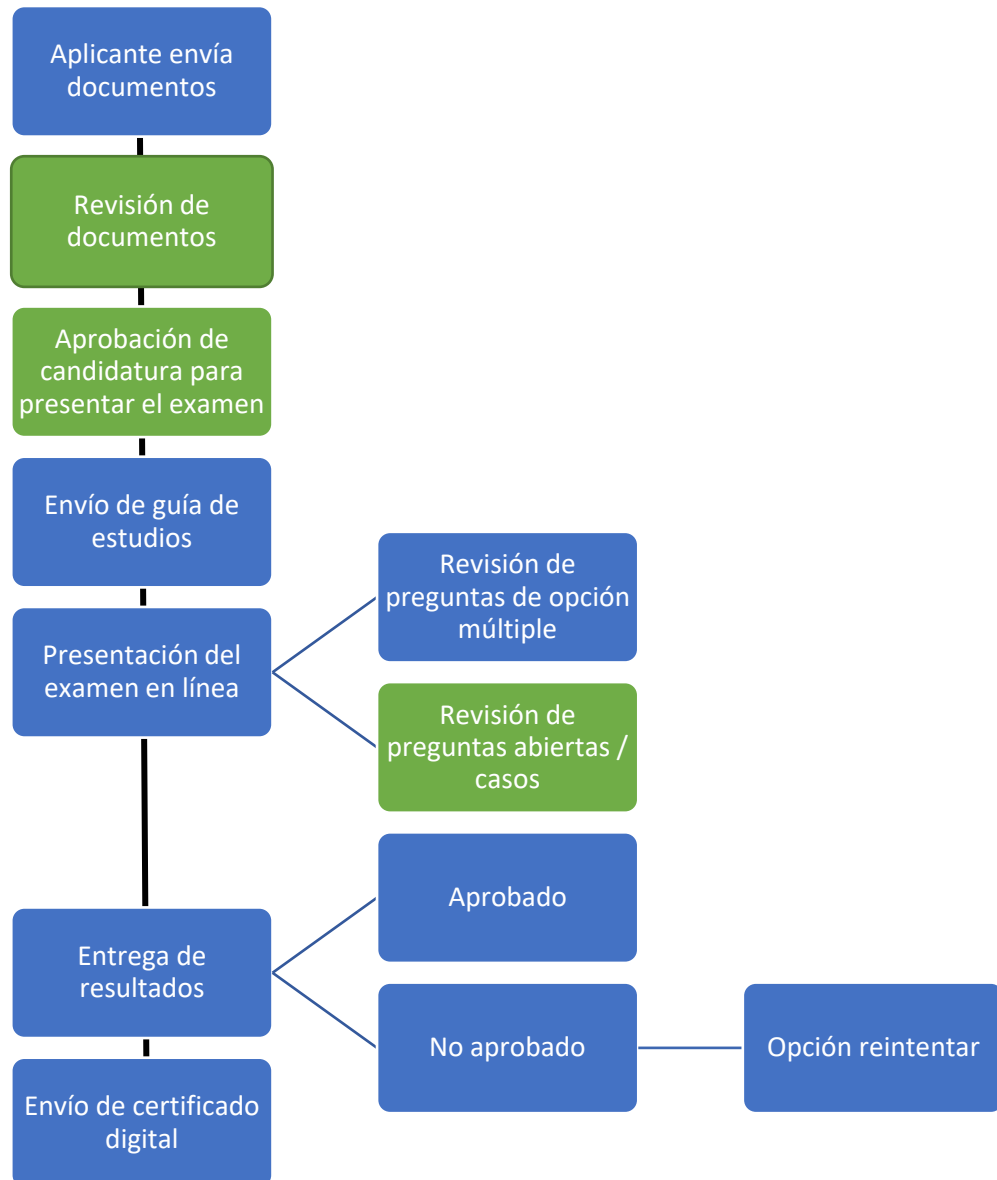 Aplicante envía
documentos
Revisión de
documentos
Aprobación de
candidatura para
presentar el examen
Envío de guía de
estudios
Presentación del
examen en línea
Revisión de
preguntas de opción
múltiple
Revisión de
preguntas abiertas /
casos
Entrega de
resultados
Aprobado
No aprobado
Opción reintentar
Envío de certificado
digital